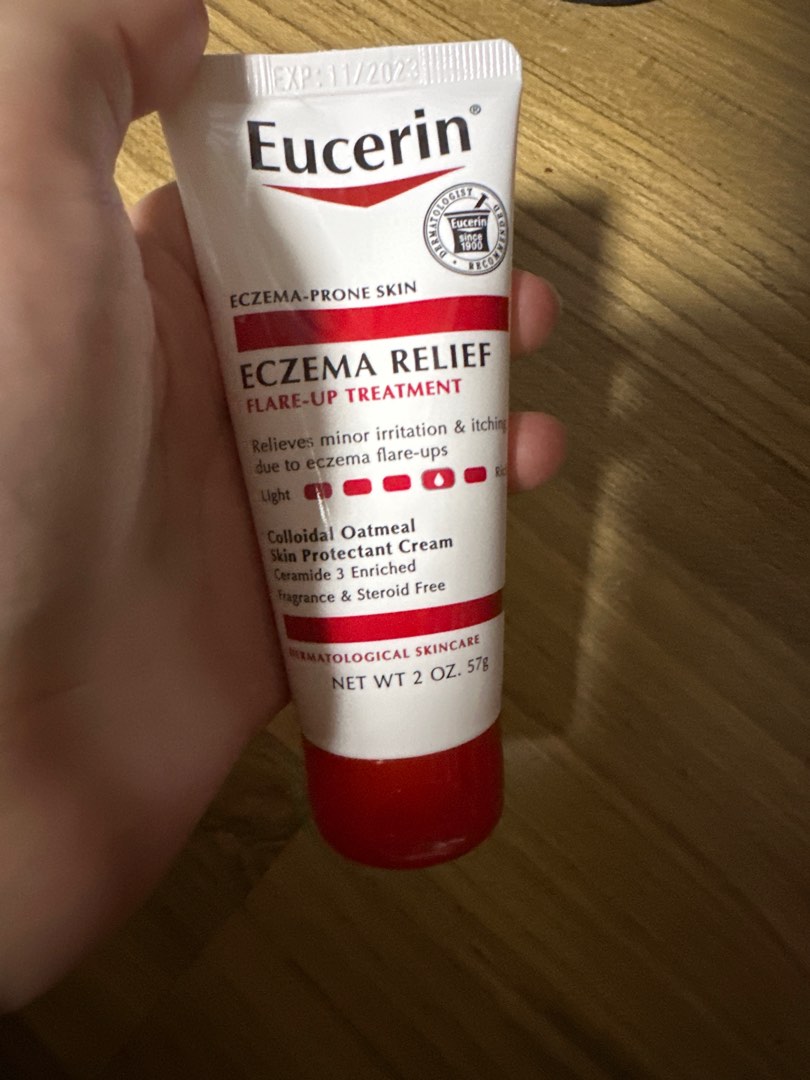 EXP:11/2023
Eucerin®
DERMATOLOGIST RECOMMENDED
Eucerin
since
1900
ECZEMA-PRONE SKIN
ECZEMA RELIEF
FLARE-UP TREATMENT
Relieves minor irritation & itching
due to eczema flare-ups
Light
Colloidal Oatmeal
Skin Protectant Cream
Ceramide 3 Enriched
Fragrance & Steroid Free
DERMATOLOGICAL SKINCARE
NET WT 2 OZ. 57g